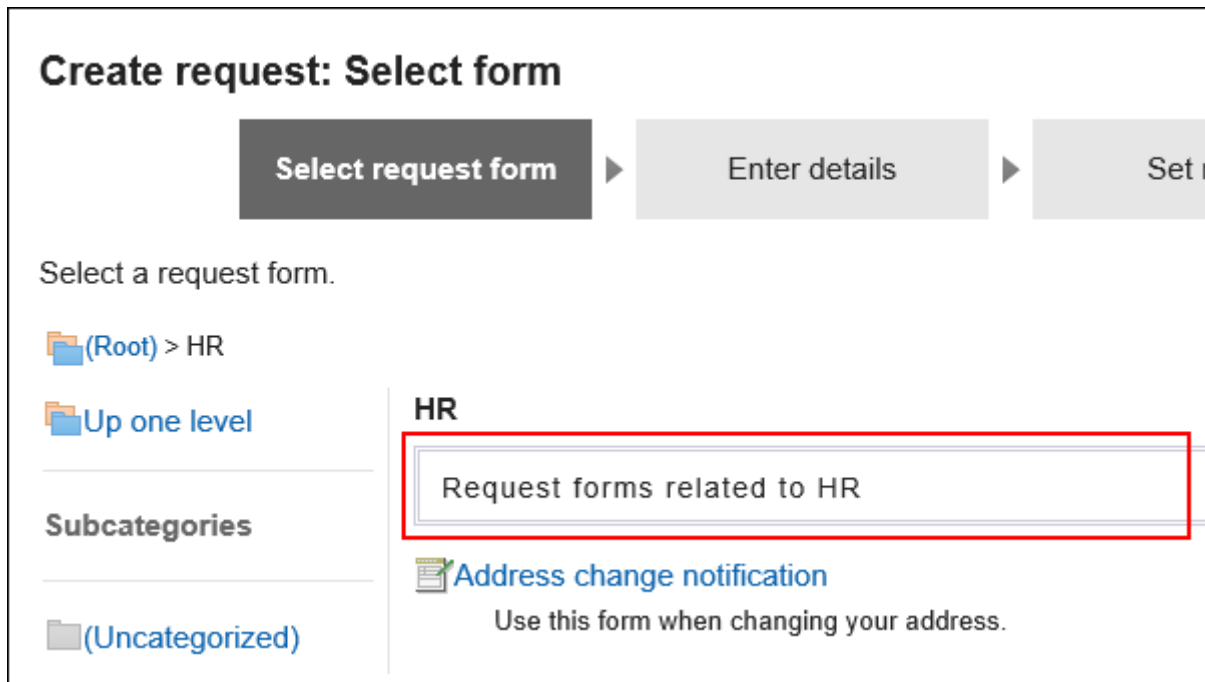 Create request: Select form
Select request form
Enter details
Set
Select a request form.
(Root) > HR
Up one level
Subcategories
(Uncategorized)
HR
Request forms related to HR
Address change notification
Use this form when changing your address.